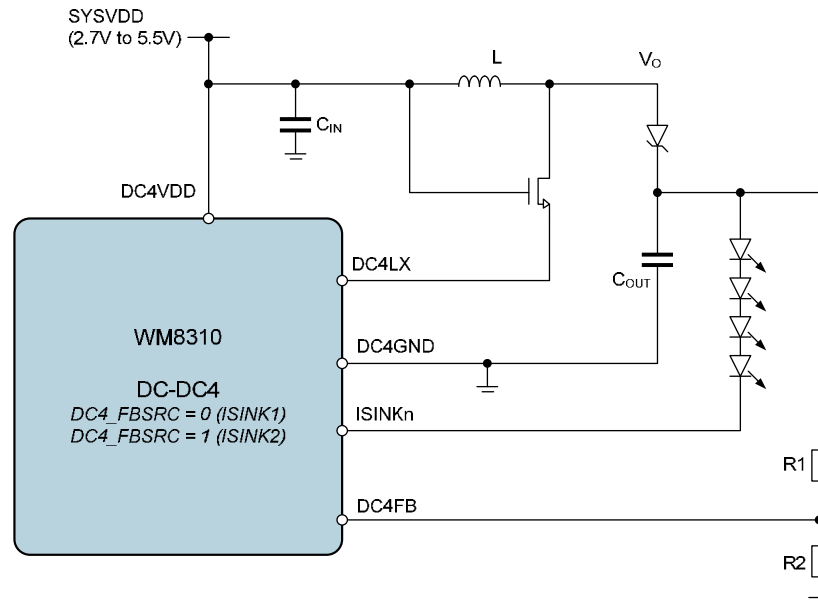 SYSVDD
(2.7V to 5.5V)
L
VO
CIN
DC4VDD
DC4LX
COUT
WM8310
DC4GND
DC-DC4
DC4_FBSRC = 0 (ISINK1)
DC4_FBSRC = 1 (ISINK2)
ISINKn
R1
DC4FB
R2